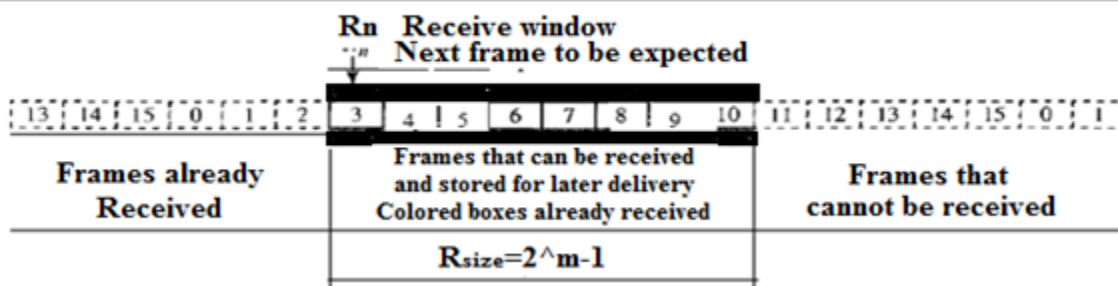 Rn Receive window
n Next frame to be expected
13 14 15 0 1 2 3 4 5 6 7 8 9 10 11 12 13 14 15 0 1
Frames already
Received
Frames that can be received
and stored for later delivery
Colored boxes already received
Frames that
cannot be received
Rsize=2^m-1